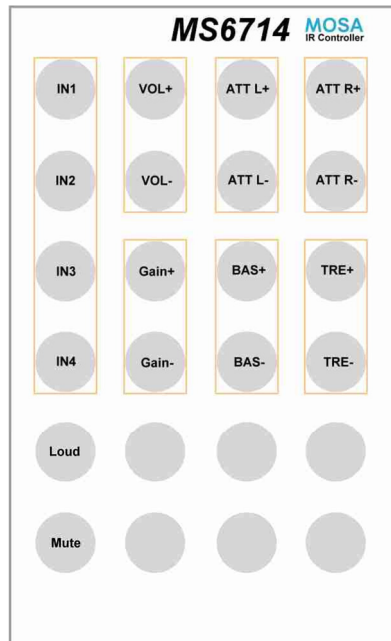 MS6714 MOSA
IR Controller
IN1 VOL+ ATT L+ ATT R+
IN2 VOL- ATT L- ATT R-
IN3 Gain+ BAS+ TRE+
IN4 Gain- BAS- TRE-
Loud
Mute